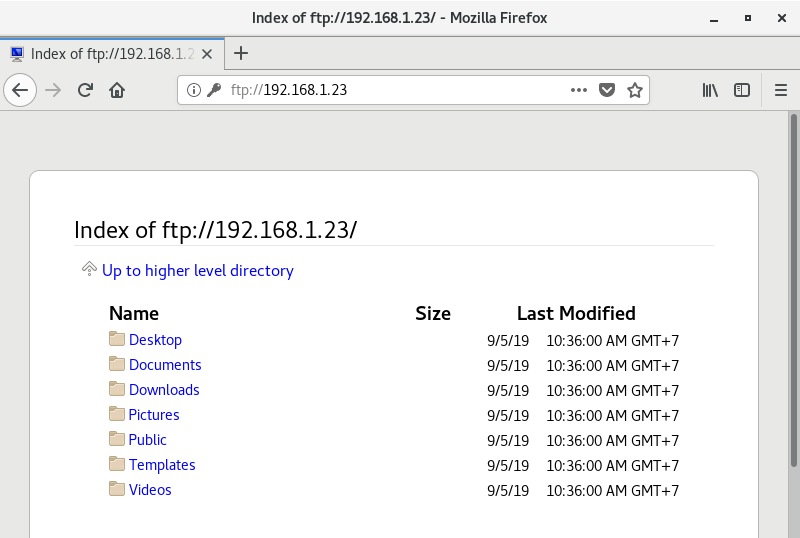 Index of ftp://192.168.1.23/ - Mozilla Firefox
Index of ftp://192.168.1.2
ftp://192.168.1.23
Index of ftp://192.168.1.23/
Up to higher level directory
Name Size Last Modified
Desktop 9/5/19 10:36:00 AM GMT+7
Documents 9/5/19 10:36:00 AM GMT+7
Downloads 9/5/19 10:36:00 AM GMT+7
Pictures 9/5/19 10:36:00 AM GMT+7
Public 9/5/19 10:36:00 AM GMT+7
Templates 9/5/19 10:36:00 AM GMT+7
Videos 9/5/19 10:36:00 AM GMT+7